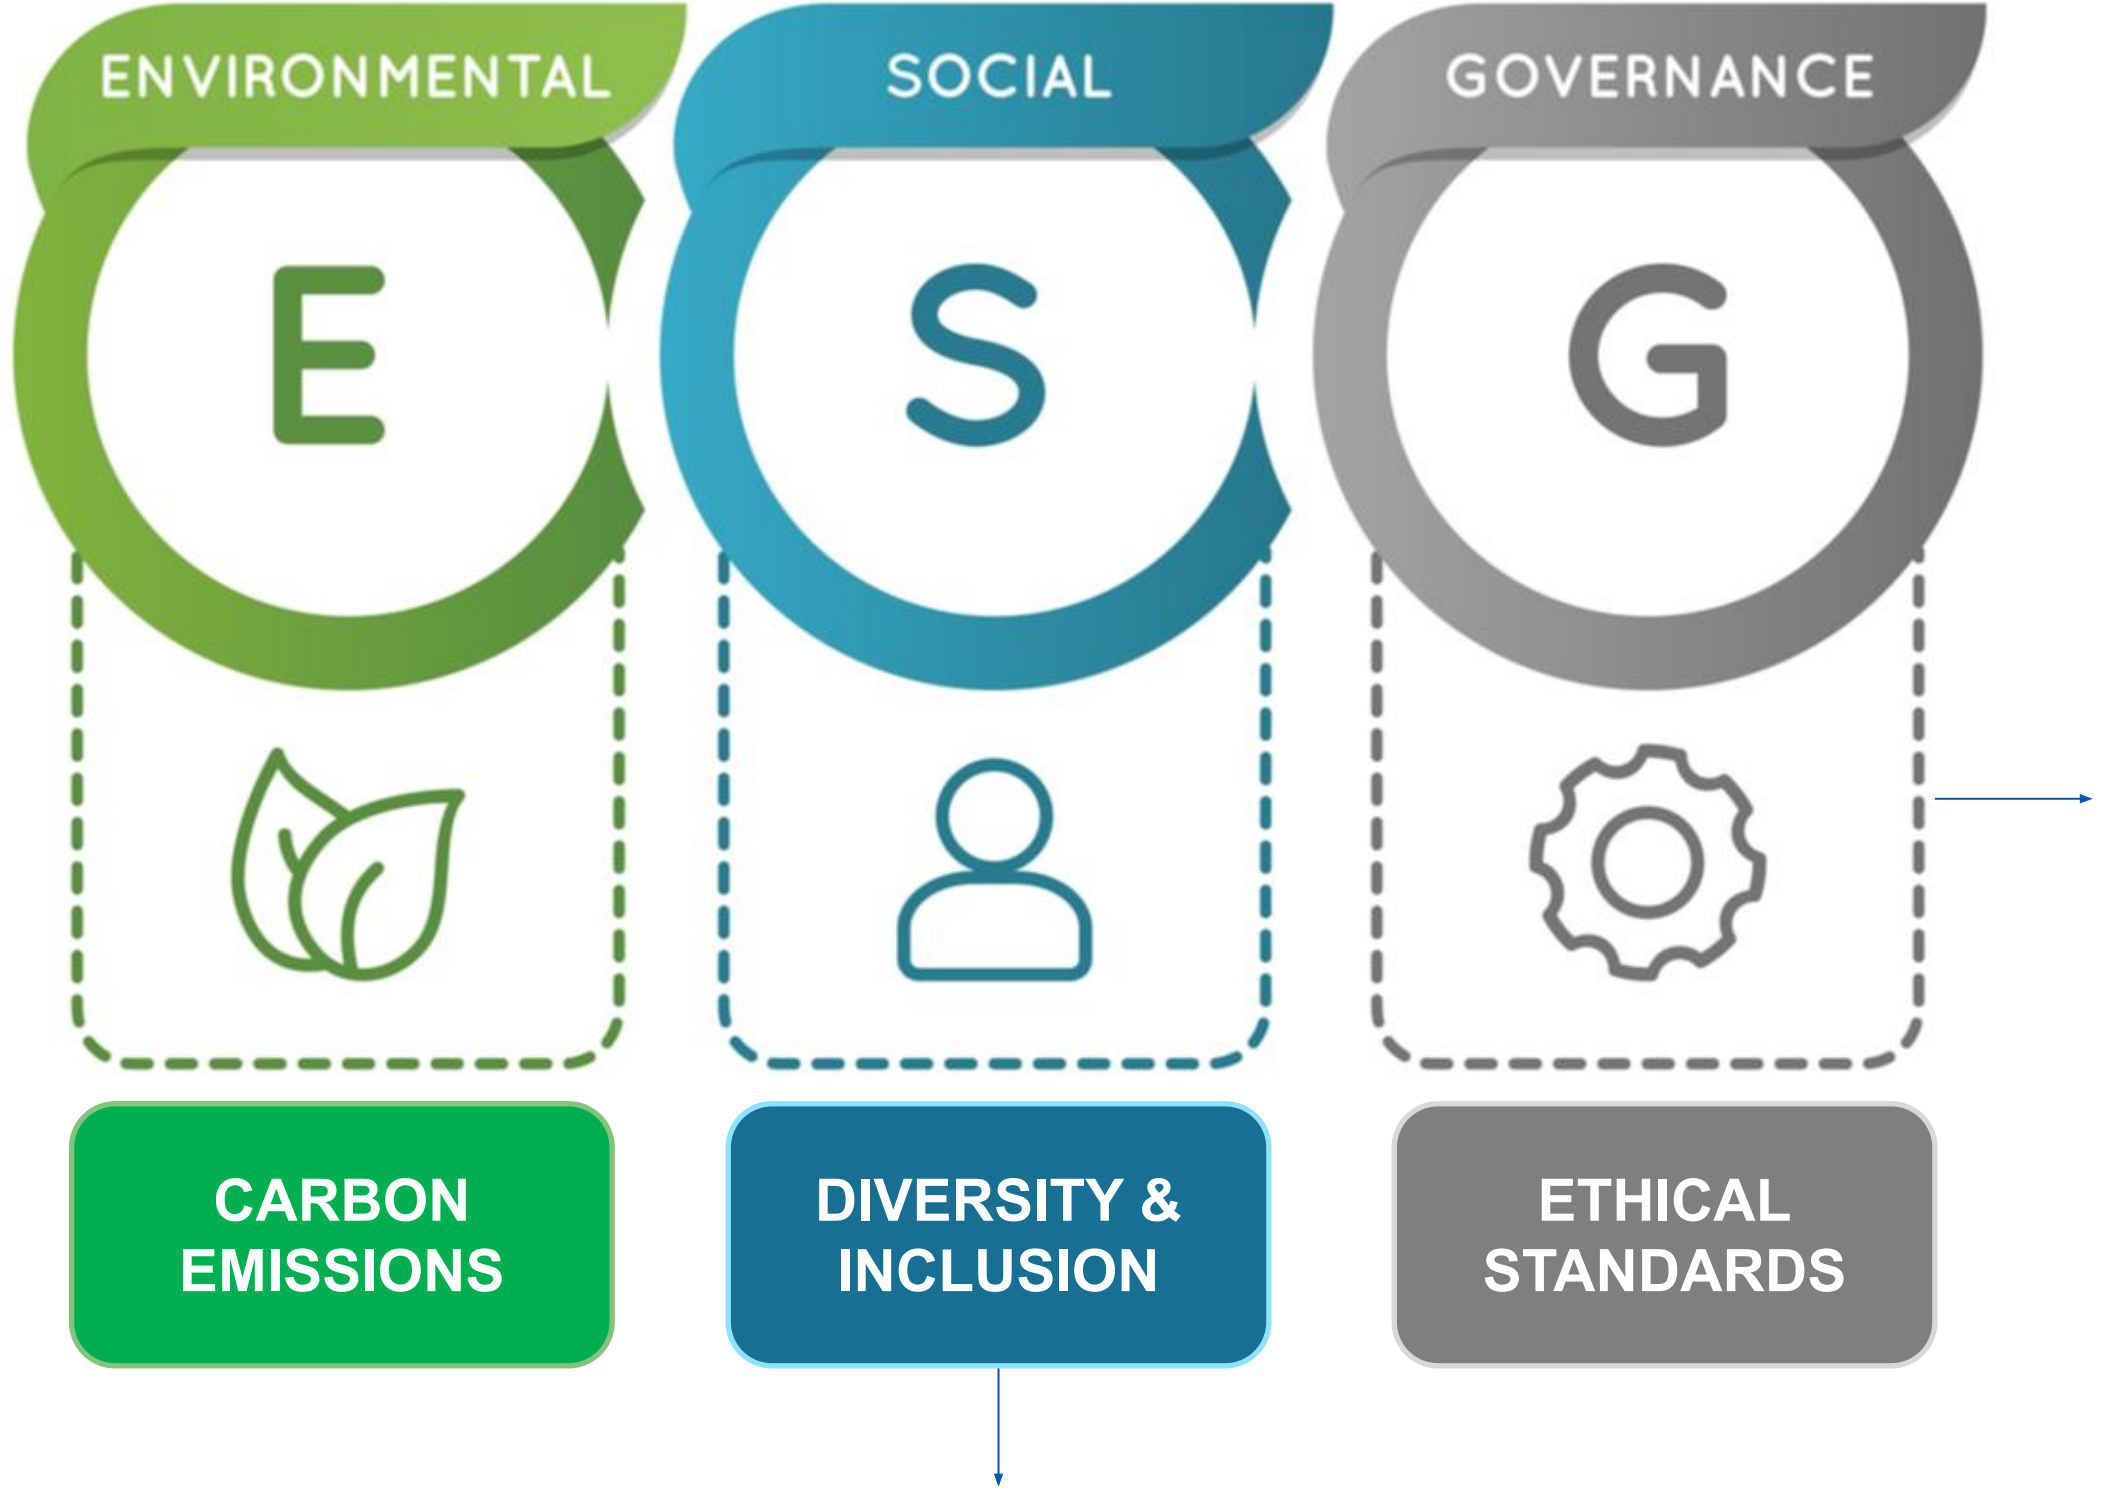 ENVIRONMENTAL
SOCIAL
GOVERNANCE
E
S
G
CARBON
EMISSIONS
DIVERSITY &
INCLUSION
ETHICAL
STANDARDS